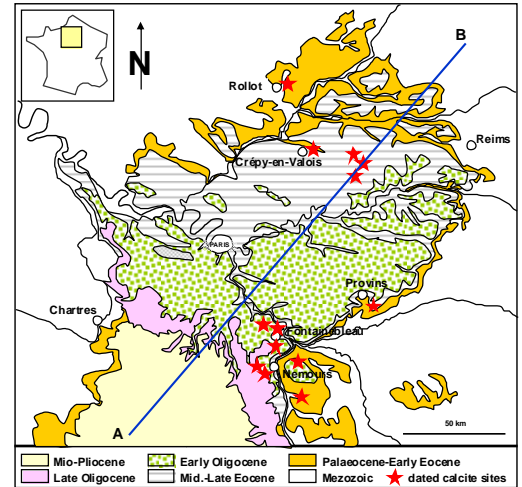 B
N
Rollot
Reims
Crépy-en-Valois
PARIS
Provins
Chartres
Fontainebleau
Nemours
A
50 km
Mio-Pliocene
Early Oligocene
Palaeocene-Early Eocene
Late Oligocene
Mid.-Late Eocene
Mezozoic
dated calcite sites